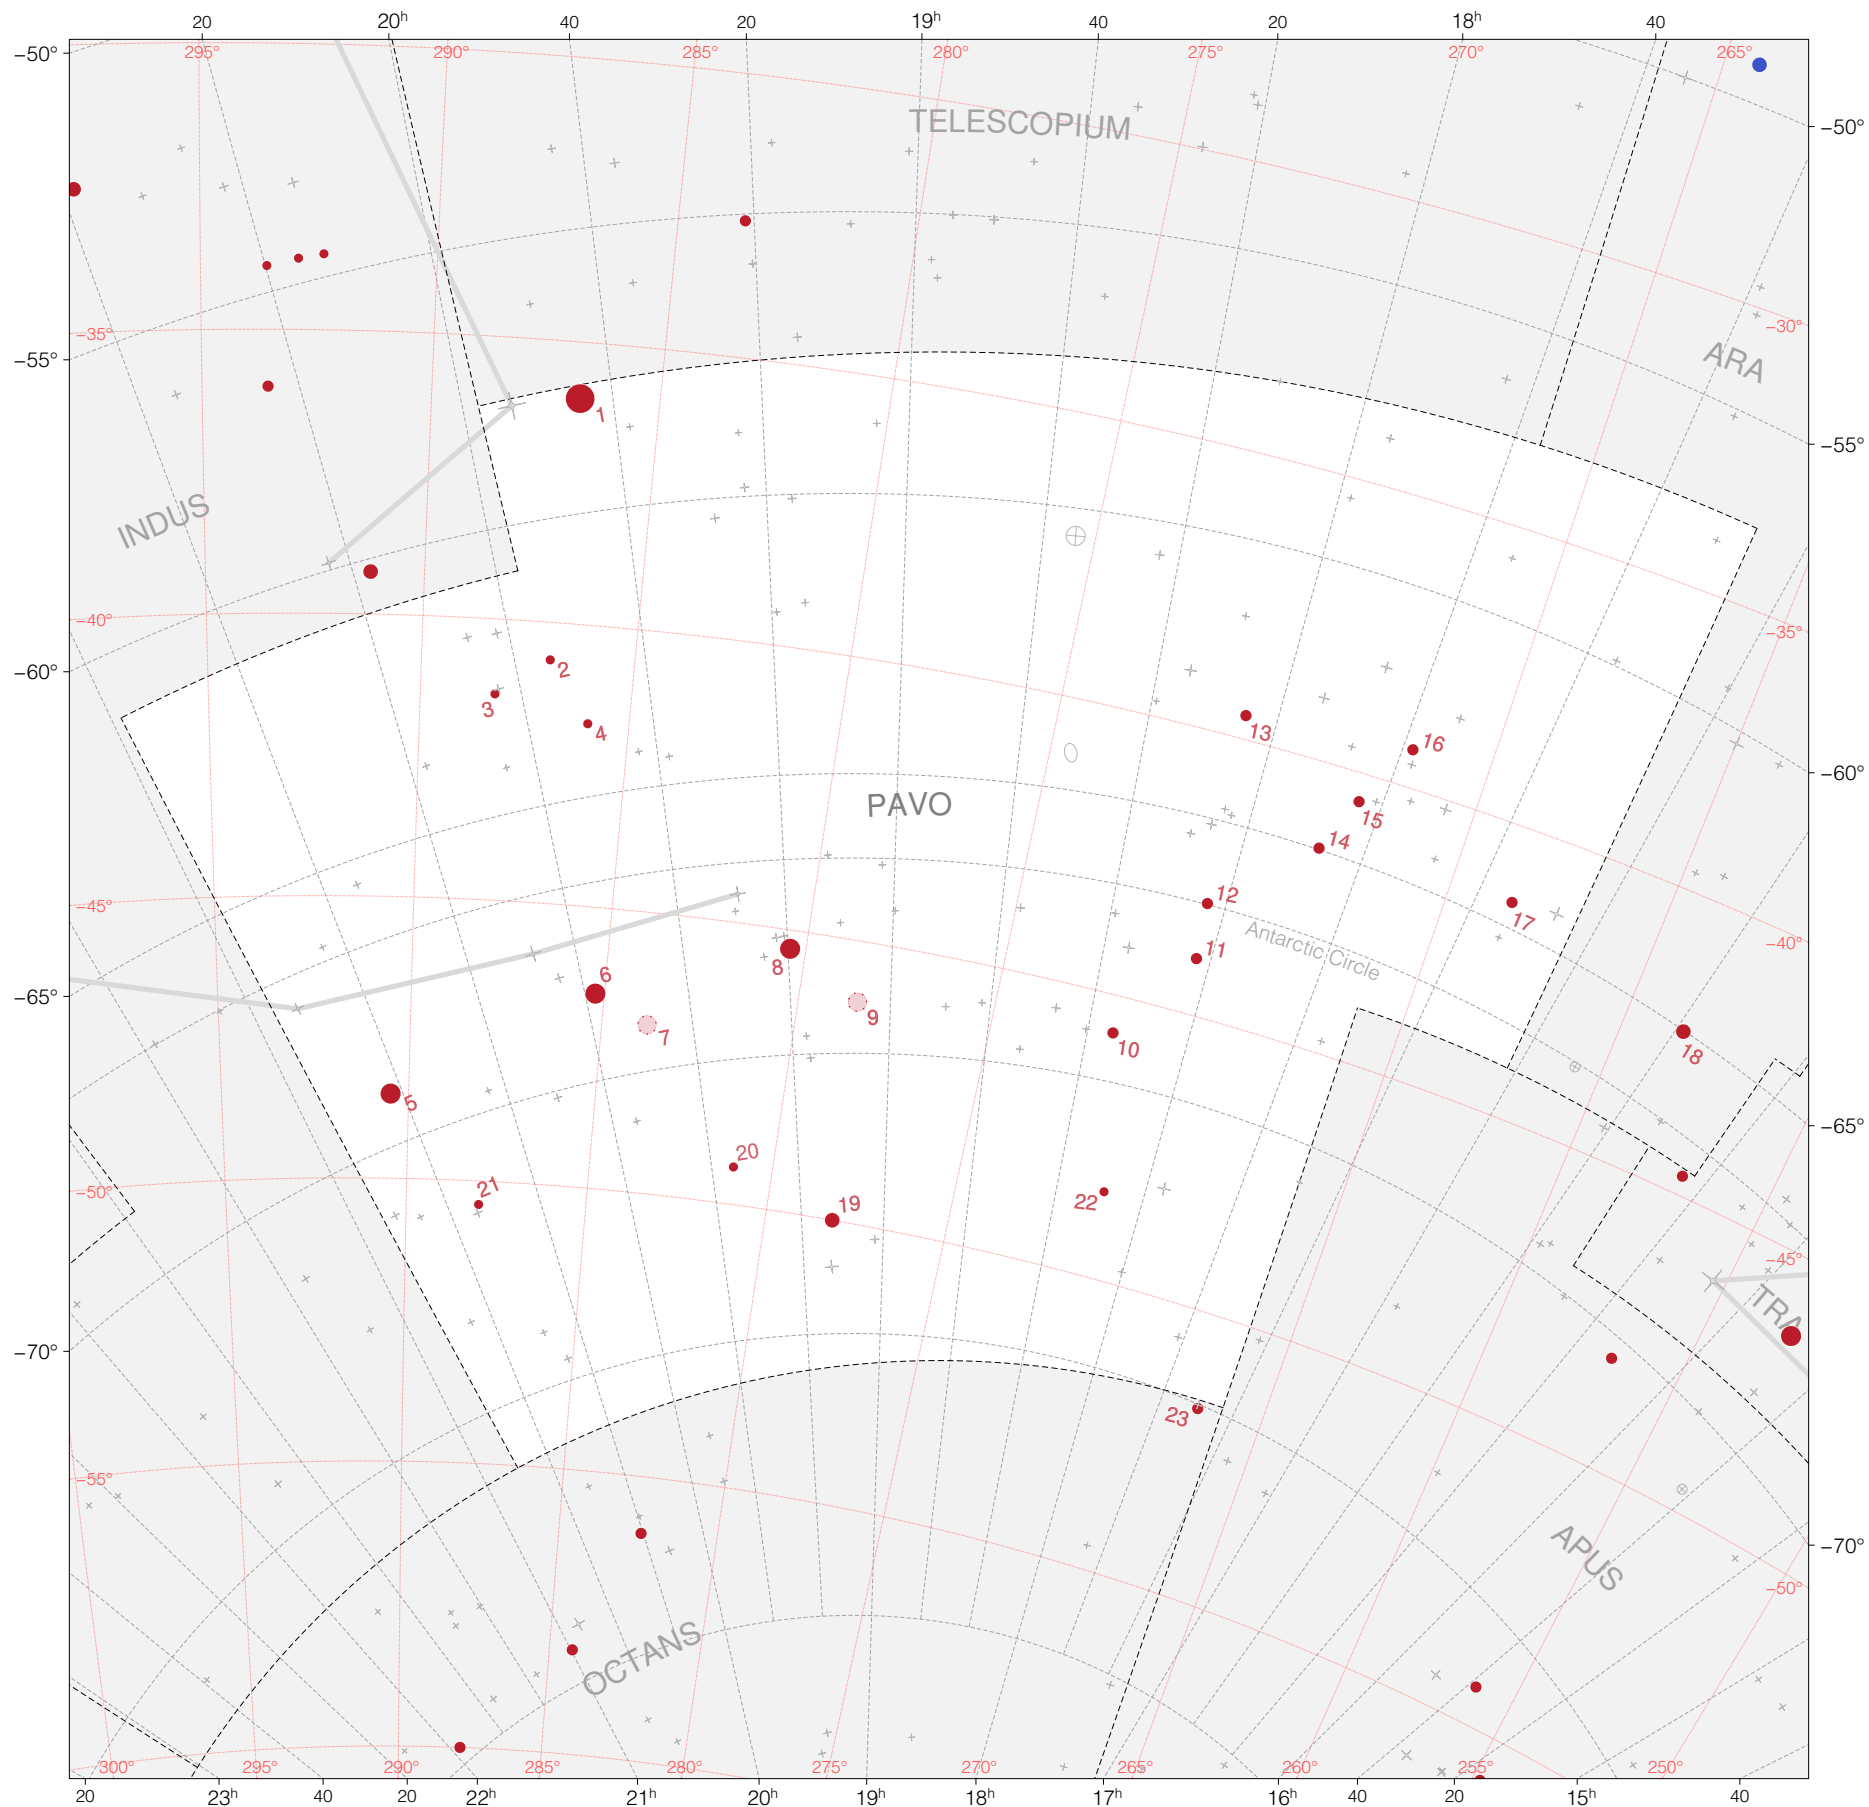 20 20h 40 20 19h 40 20 18h 40
−50° 295° 290° 285° 280° 275° 270° 265°
TELESCOPIUM
−50°
−55° −35° −30°
ARA
1
−55°
INDUS
−40° −35°
−60° 2
3
4
13 16
−60°
PAVO
15
14
−45° 12
17
11
Antarctic Circle
−40°
8
−65° 6
9
7
10
18
5
−65°
20
−50° 21
19
22
−45°
TRA
−70°
23
−55°
APUS
−70°
−50°
OCTANS
300° 295° 290° 285° 280° 275° 270° 265° 260° 255° 250°
20 23h 40 20 22h 21h 20h 19h 18h 17h 16h 40 20 15h 40